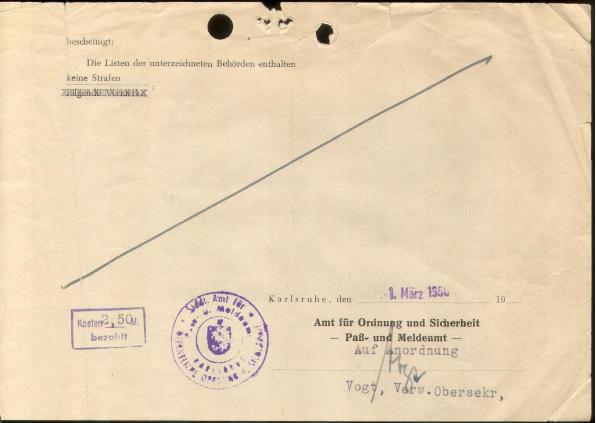 bescheinigt:
Die Listen der unterzeichneten Behörden enthalten
keine Strafen
folgende Vermerke :
Karlsruhe, den 1. März 1950 19
Kosten 2,50
bezahlt
Städt. Amt für
Pass- u. Meldeamt
KARLSRUHE
Amt für Ordnung und Sicherheit
— Paß- und Meldeamt —
Auf Anordnung
Vogt, Verw.Obersekr,